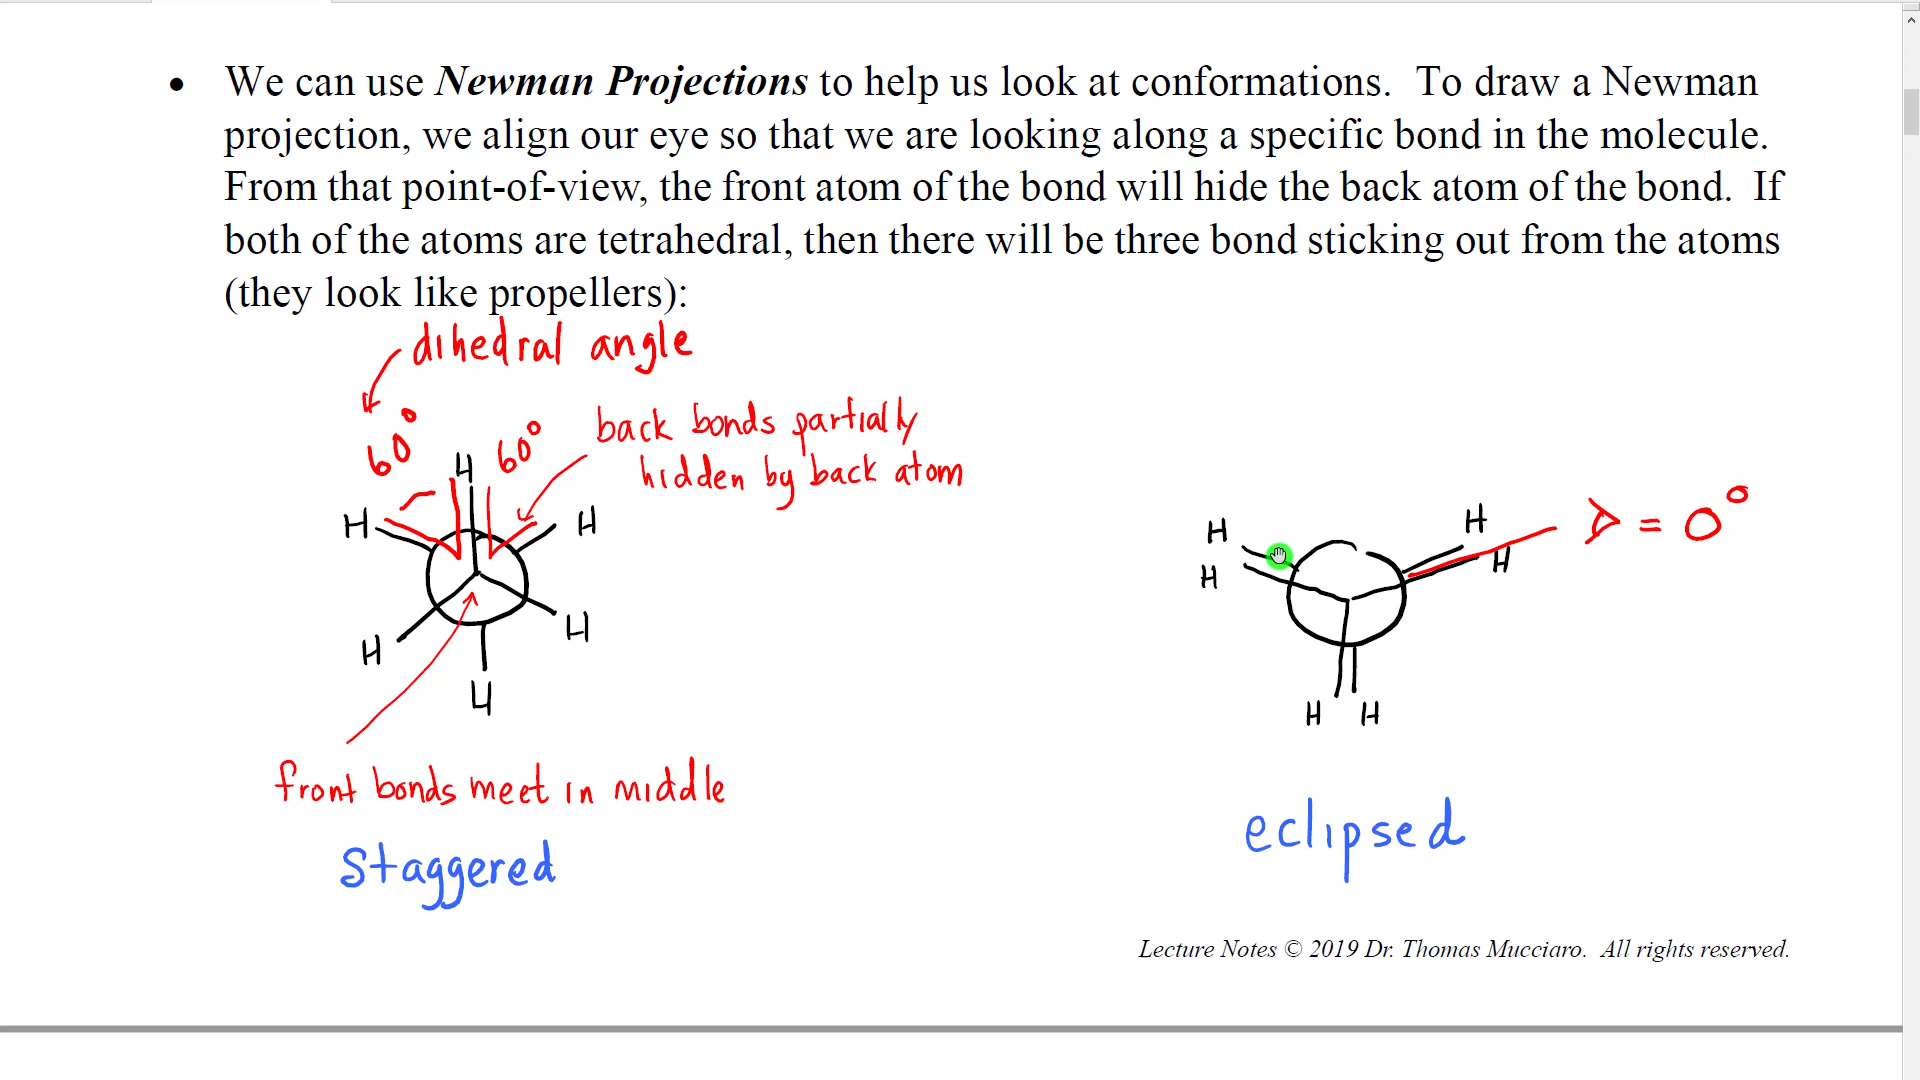 • We can use Newman Projections to help us look at conformations. To draw a Newman
projection, we align our eye so that we are looking along a specific bond in the molecule.
From that point-of-view, the front atom of the bond will hide the back atom of the bond. If
both of the atoms are tetrahedral, then there will be three bond sticking out from the atoms
(they look like propellers):
dihedral angle
60° 60°
back bonds partially
hidden by back atom
H
H H
H H
H
front bonds meet in middle
staggered
H H
H H
H H
= 0°
eclipsed
Lecture Notes © 2019 Dr. Thomas Mucciaro. All rights reserved.